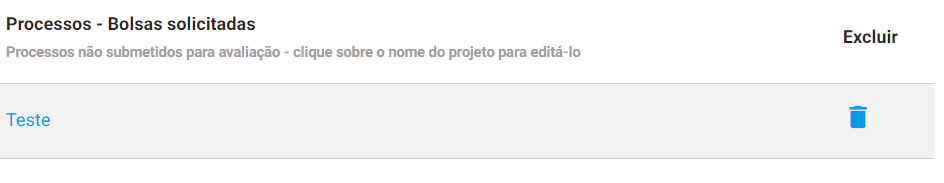 Processos - Bolsas solicitadas
Processos não submetidos para avaliação - clique sobre o nome do projeto para editá-lo
Excluir
Teste